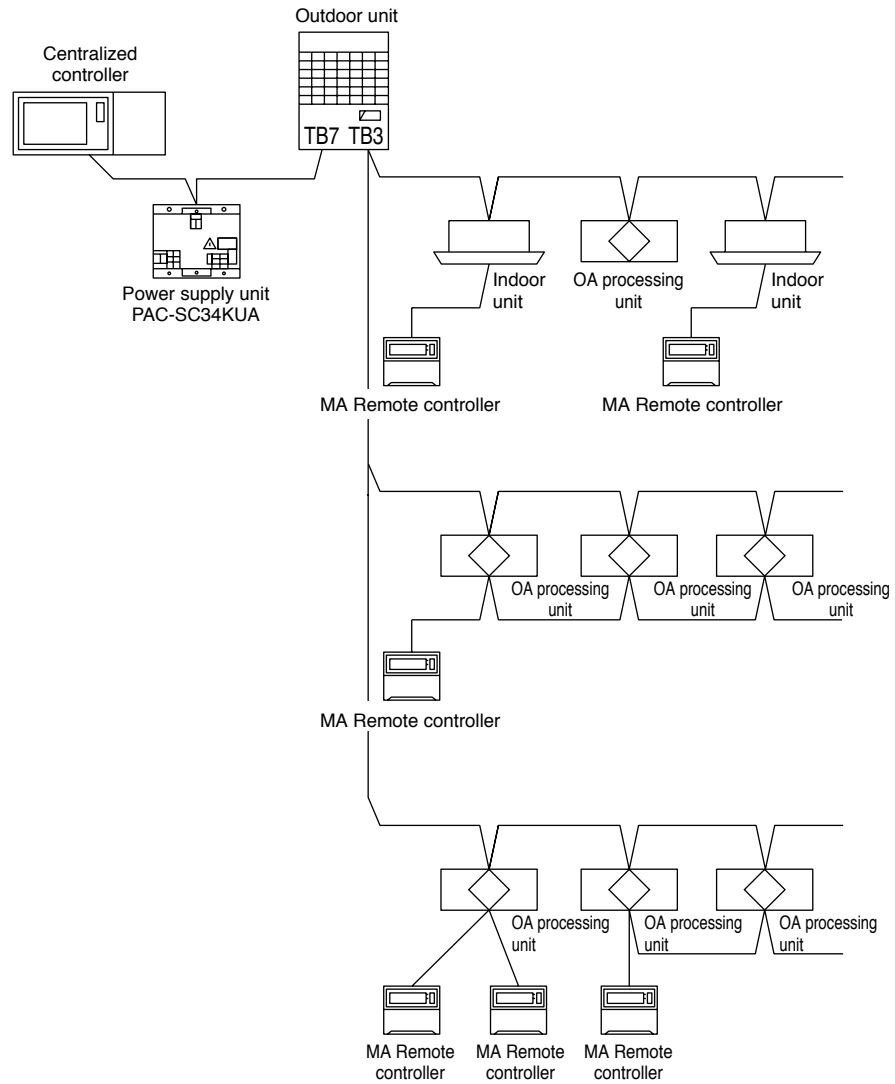 Outdoor unit
Centralized
controller
TB7 TB3
Power supply unit
PAC-SC34KUA
Indoor
unit
OA processing
unit
Indoor
unit
MA Remote controller
MA Remote controller
OA processing
unit
OA processing
unit
OA processing
unit
MA Remote controller
OA processing
unit
OA processing
unit
OA processing
unit
MA Remote
controller
MA Remote
controller
MA Remote
controller